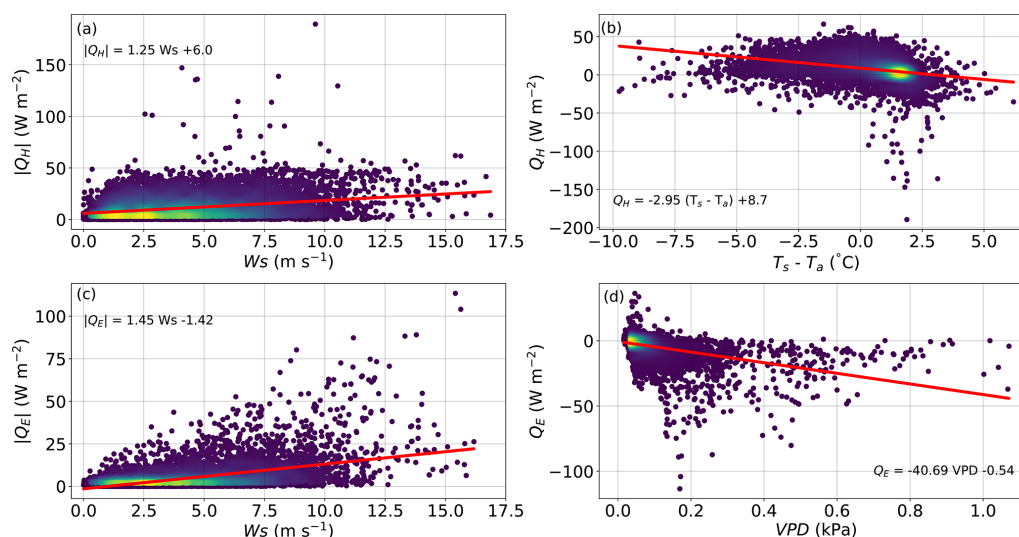 (a)
|Q_H| = 1.25 Ws +6.0
|Q_H| (W m⁻²)
150
100
50
0
0.0 2.5 5.0 7.5 10.0 12.5 15.0 17.5
Ws (m s⁻¹)
(b)
Q_H (W m⁻²)
50
0
−50
−100
−150
−200
Q_H = -2.95 (T_s - T_a) +8.7
−10.0 −7.5 −5.0 −2.5 0.0 2.5 5.0
T_s - T_a (°C)
(c)
|Q_E| = 1.45 Ws -1.42
|Q_E| (W m⁻²)
100
75
50
25
0
0.0 2.5 5.0 7.5 10.0 12.5 15.0 17.5
Ws (m s⁻¹)
(d)
Q_E (W m⁻²)
0
−50
−100
Q_E = -40.69 VPD -0.54
0.0 0.2 0.4 0.6 0.8 1.0
VPD (kPa)